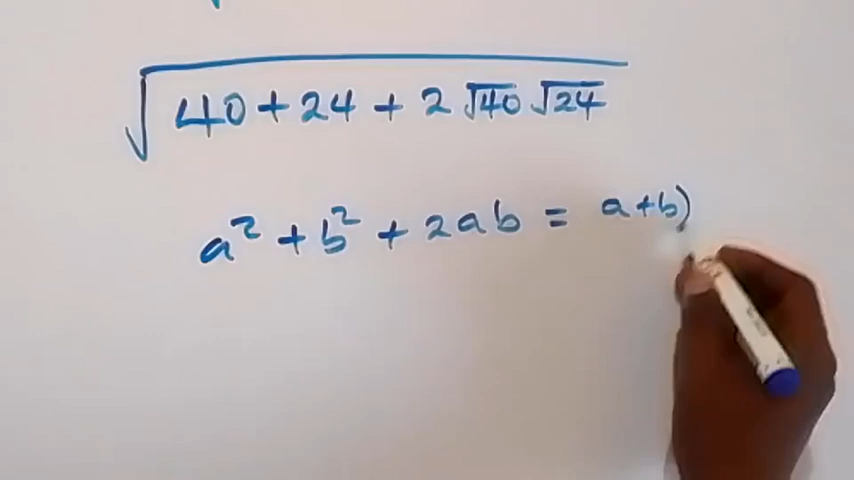 √(40 + 24 + 2 √40 √24)
a² + b² + 2ab = a+b)